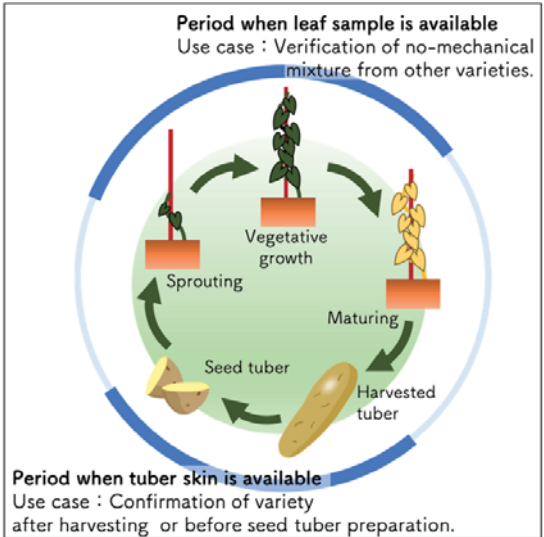 Period when leaf sample is available
Use case : Verification of no-mechanical
mixture from other varieties.
Vegetative
growth
Sprouting
Maturing
Seed tuber
Harvested
tuber
Period when tuber skin is available
Use case : Confirmation of variety
after harvesting or before seed tuber preparation.